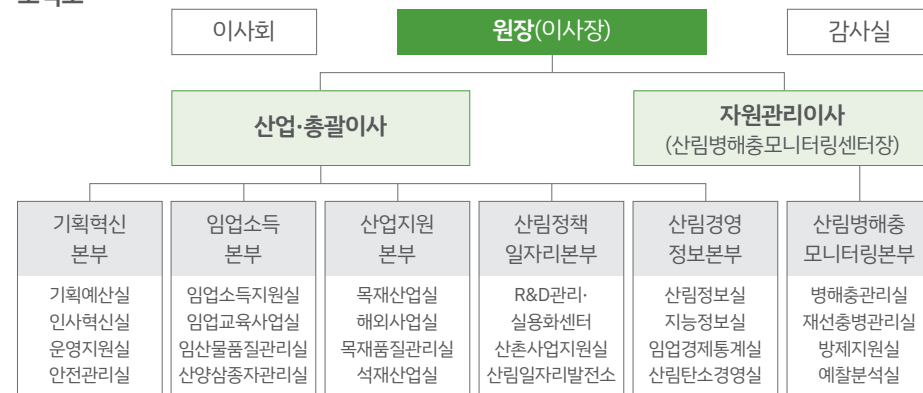 이사회
원장(이사장)
감사실
산업·총괄이사
자원관리이사
(산림병해충모니터링센터장)
기획혁신
본부
임업소득
본부
산업지원
본부
산림정책
일자리본부
산림경영
정보본부
산림병해충
모니터링본부
기획예산실
인사혁신실
운영지원실
안전관리실
임업소득지원실
임업교육사업실
임산물품질관리실
산양삼종자관리실
목재산업실
해외사업실
목재품질관리실
석재산업실
R&D관리·
실용화센터
산촌사업지원실
산림일자리발전소
산림정보실
지능정보실
임업경제통계실
산림탄소경영실
병해충관리실
재선충병관리실
방제지원실
예찰분석실